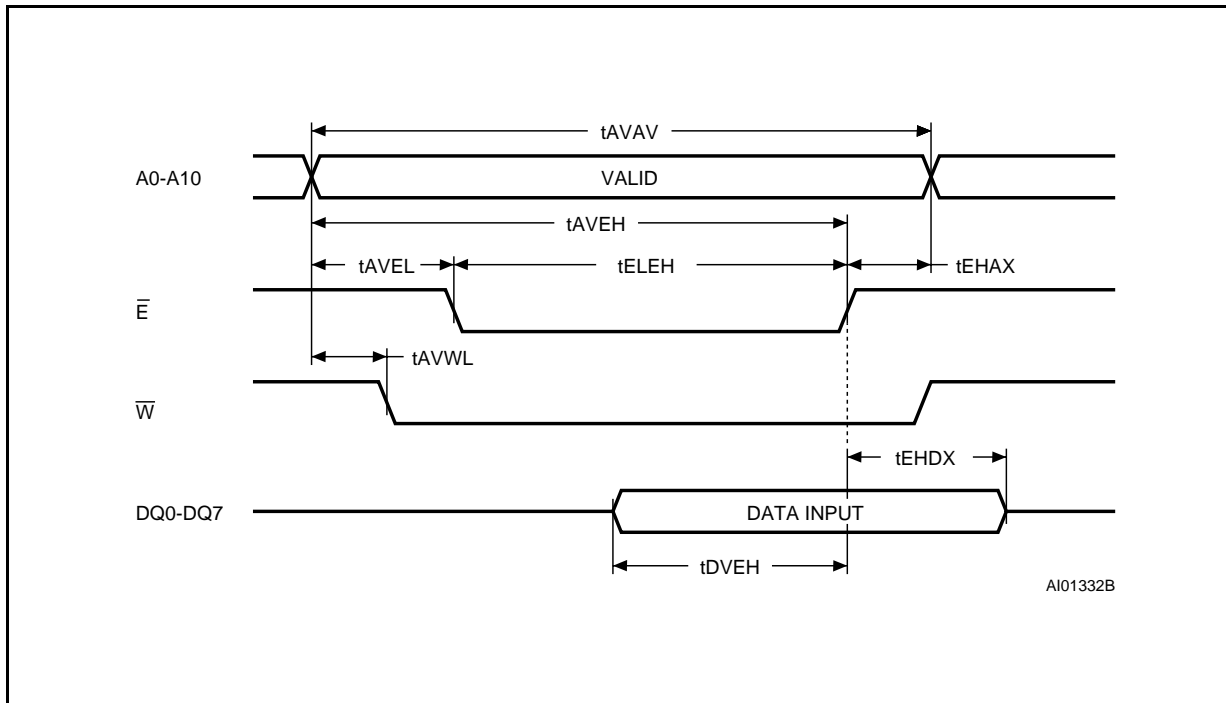 tAVAV
A0-A10 VALID
tAVEH
tAVEL tELEH tEHAX
E̅
tAVWL
W̅
tEHDX
DQ0-DQ7 DATA INPUT
tDVEH
AI01332B